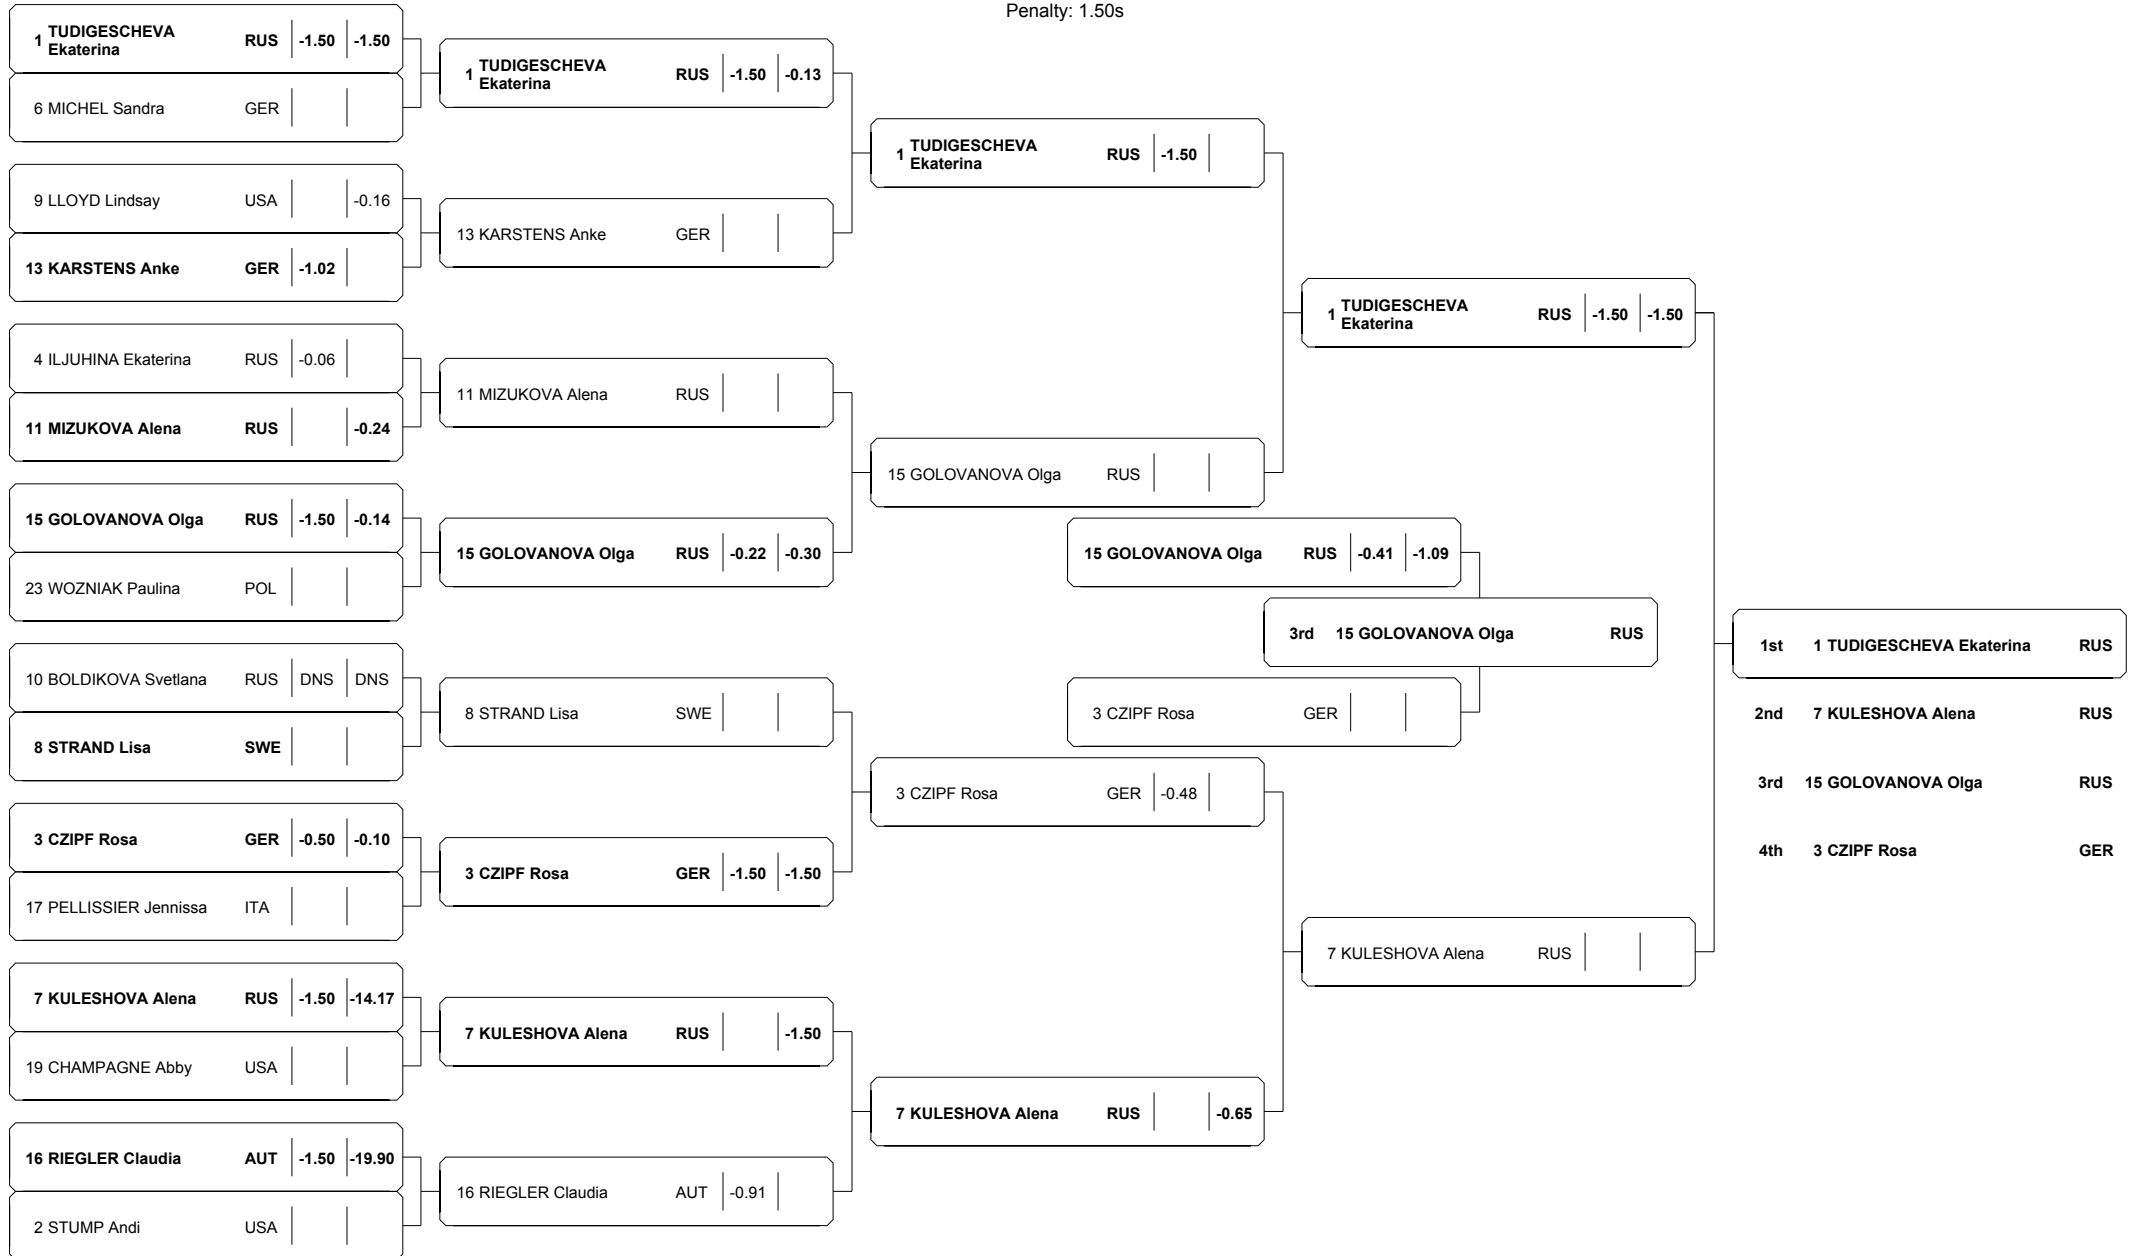 Penalty: 1.50s
1 TUDIGESCHEVA Ekaterina RUS -1.50 -1.50
6 MICHEL Sandra GER
9 LLOYD Lindsay USA -0.16
13 KARSTENS Anke GER -1.02
4 ILJUHINA Ekaterina RUS -0.06
11 MIZUKOVA Alena RUS -0.24
15 GOLOVANOVA Olga RUS -1.50 -0.14
23 WOZNIAK Paulina POL
10 BOLDIKOVA Svetlana RUS DNS DNS
8 STRAND Lisa SWE
3 CZIPF Rosa GER -0.50 -0.10
17 PELLISSIER Jennissa ITA
7 KULESHOVA Alena RUS -1.50 -14.17
19 CHAMPAGNE Abby USA
16 RIEGLER Claudia AUT -1.50 -19.90
2 STUMP Andi USA
1 TUDIGESCHEVA Ekaterina RUS -1.50 -0.13
13 KARSTENS Anke GER
11 MIZUKOVA Alena RUS
15 GOLOVANOVA Olga RUS -0.22 -0.30
8 STRAND Lisa SWE
3 CZIPF Rosa GER -1.50 -1.50
7 KULESHOVA Alena RUS -1.50
16 RIEGLER Claudia AUT -0.91
1 TUDIGESCHEVA Ekaterina RUS -1.50
15 GOLOVANOVA Olga RUS
3 CZIPF Rosa GER -0.48
7 KULESHOVA Alena RUS -0.65
15 GOLOVANOVA Olga RUS -0.41 -1.09
3rd 15 GOLOVANOVA Olga RUS
3 CZIPF Rosa GER
1 TUDIGESCHEVA Ekaterina RUS -1.50 -1.50
7 KULESHOVA Alena RUS
1st 1 TUDIGESCHEVA Ekaterina RUS
2nd 7 KULESHOVA Alena RUS
3rd 15 GOLOVANOVA Olga RUS
4th 3 CZIPF Rosa GER